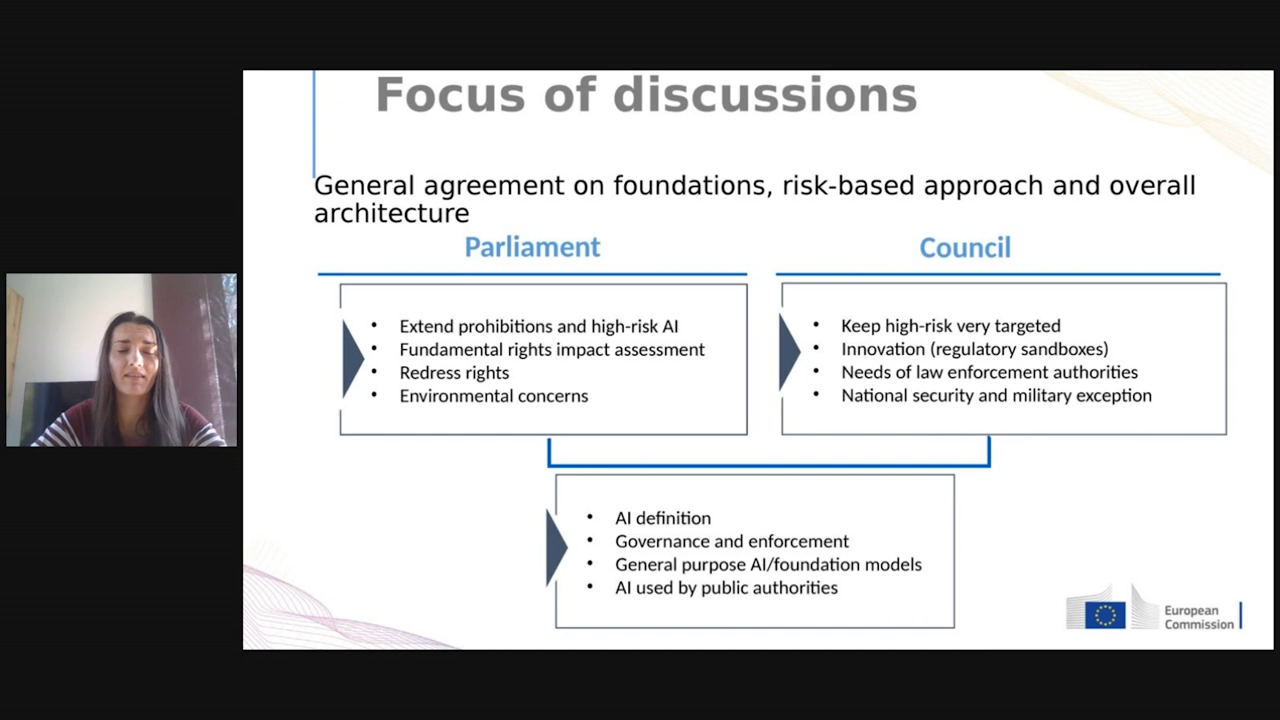 Focus of discussions
General agreement on foundations, risk-based approach and overall
architecture
Parliament
• Extend prohibitions and high-risk AI
• Fundamental rights impact assessment
• Redress rights
• Environmental concerns
Council
• Keep high-risk very targeted
• Innovation (regulatory sandboxes)
• Needs of law enforcement authorities
• National security and military exception
• AI definition
• Governance and enforcement
• General purpose AI/foundation models
• AI used by public authorities
European
Commission